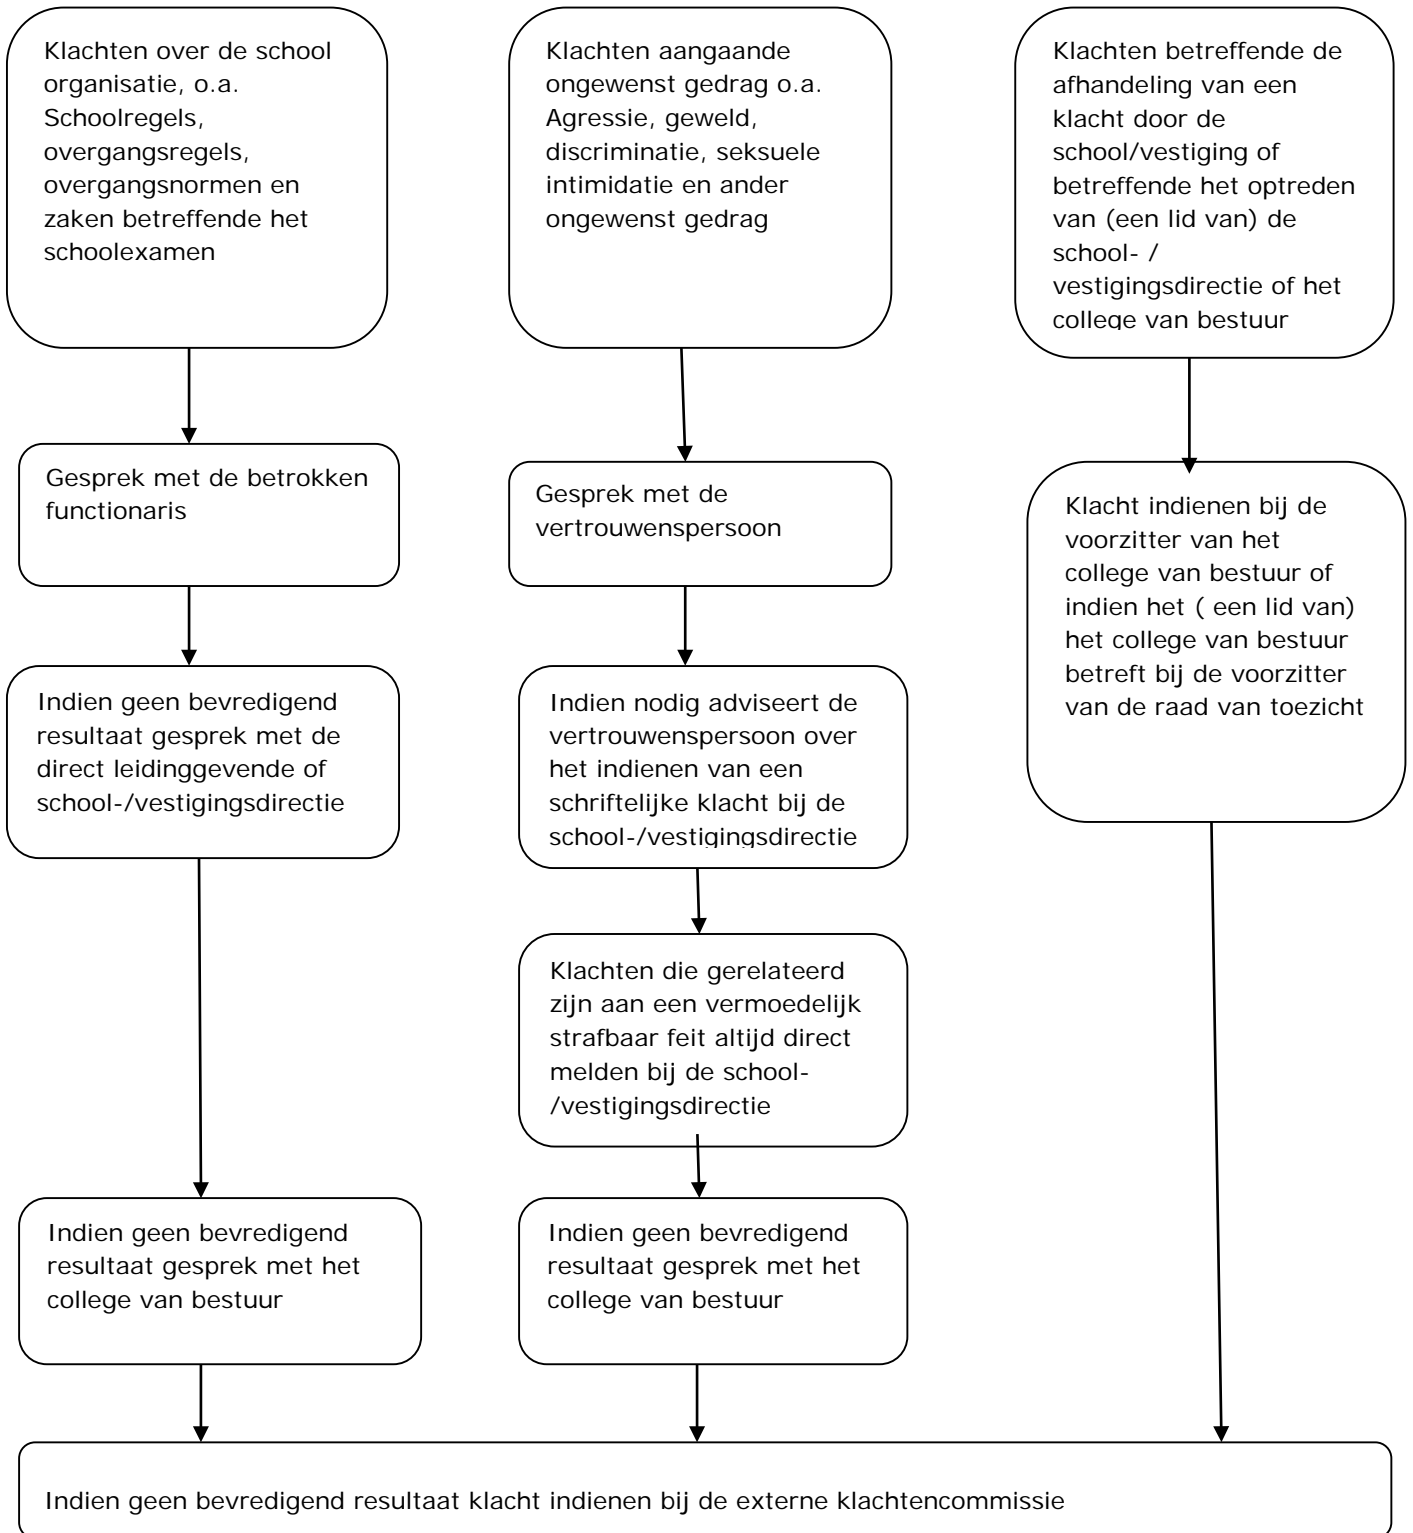 Klachten over de school
organisatie, o.a.
Schoolregels,
overgangsregels,
overgangsnormen en
zaken betreffende het
schoolexamen
Klachten aangaande
ongewenst gedrag o.a.
Agressie, geweld,
discriminatie, seksuele
intimidatie en ander
ongewenst gedrag
Klachten betreffende de
afhandeling van een
klacht door de
school/vestiging of
betreffende het optreden
van (een lid van) de
school- /
vestigingsdirectie of het
college van bestuur
Gesprek met de betrokken
functionaris
Gesprek met de
vertrouwenspersoon
Klacht indienen bij de
voorzitter van het
college van bestuur of
indien het ( een lid van)
het college van bestuur
betreft bij de voorzitter
van de raad van toezicht
Indien geen bevredigend
resultaat gesprek met de
direct leidinggevende of
school-/vestigingsdirectie
Indien nodig adviseert de
vertrouwenspersoon over
het indienen van een
schriftelijke klacht bij de
school-/vestigingsdirectie
Klachten die gerelateerd
zijn aan een vermoedelijk
strafbaar feit altijd direct
melden bij de school-
/vestigingsdirectie
Indien geen bevredigend
resultaat gesprek met het
college van bestuur
Indien geen bevredigend
resultaat gesprek met het
college van bestuur
Indien geen bevredigend resultaat klacht indienen bij de externe klachtencommissie